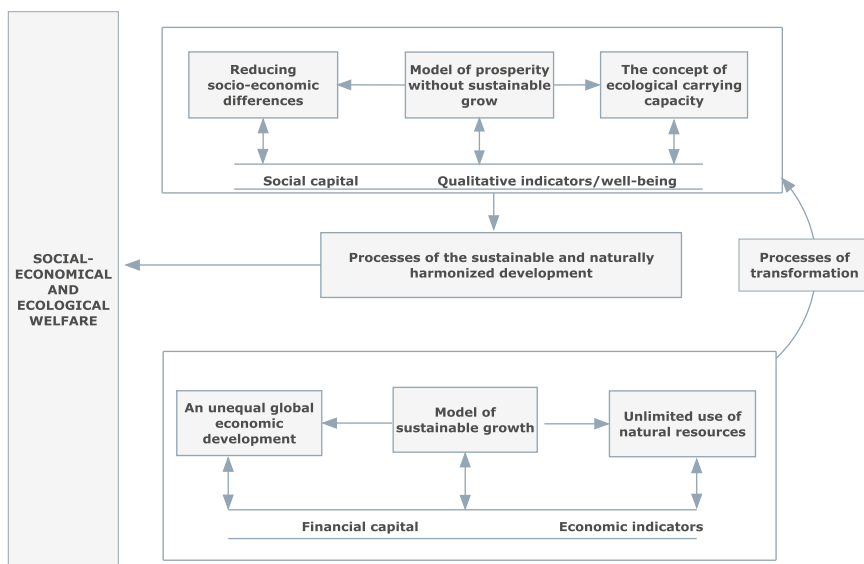 Reducing
socio-economic
differences
Model of prosperity
without sustainable
grow
The concept of
ecological carrying
capacity
Social capital
Qualitative indicators/well-being
SOCIAL-
ECONOMICAL
AND
ECOLOGICAL
WELFARE
Processes of the sustainable and naturally
harmonized development
Processes of
transformation
An unequal global
economic
development
Model of
sustainable growth
Unlimited use of
natural resources
Financial capital
Economic indicators